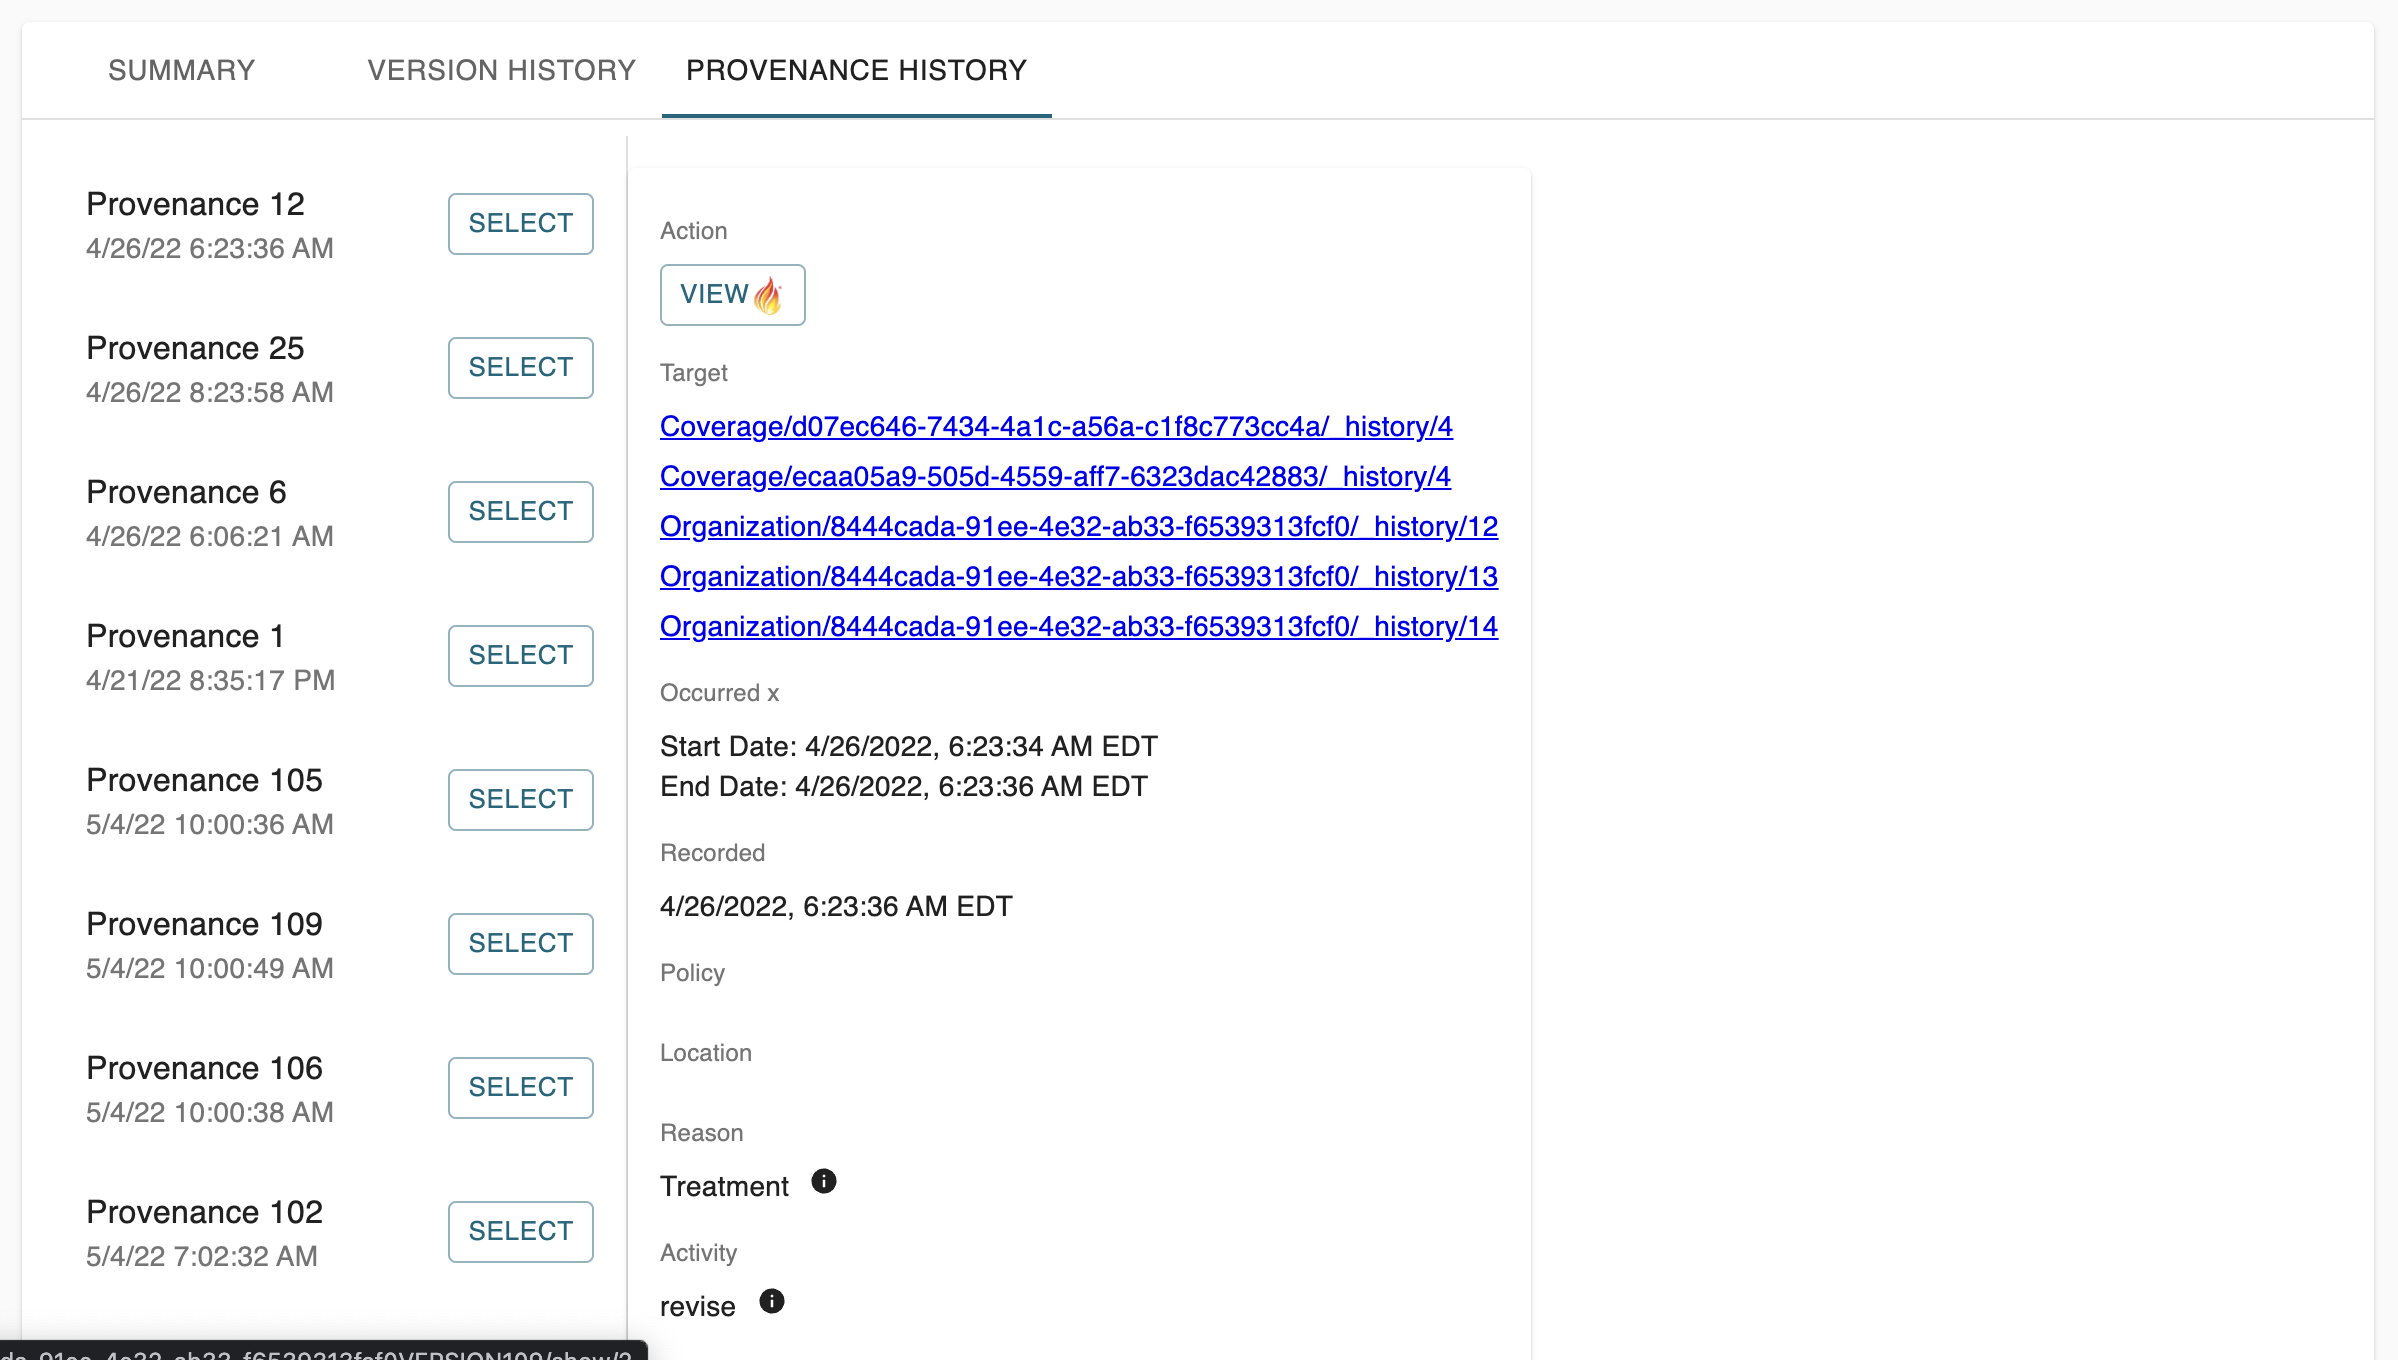 SUMMARY VERSION HISTORY PROVENANCE HISTORY
Provenance 12
4/26/22 6:23:36 AM
SELECT
Provenance 25
4/26/22 8:23:58 AM
SELECT
Provenance 6
4/26/22 6:06:21 AM
SELECT
Provenance 1
4/21/22 8:35:17 PM
SELECT
Provenance 105
5/4/22 10:00:36 AM
SELECT
Provenance 109
5/4/22 10:00:49 AM
SELECT
Provenance 106
5/4/22 10:00:38 AM
SELECT
Provenance 102
5/4/22 7:02:32 AM
SELECT
Action
VIEW
Target
Coverage/d07ec646-7434-4a1c-a56a-c1f8c773cc4a/_history/4
Coverage/ecaa05a9-505d-4559-aff7-6323dac42883/_history/4
Organization/8444cada-91ee-4e32-ab33-f6539313fcf0/_history/12
Organization/8444cada-91ee-4e32-ab33-f6539313fcf0/_history/13
Organization/8444cada-91ee-4e32-ab33-f6539313fcf0/_history/14
Occurred x
Start Date: 4/26/2022, 6:23:34 AM EDT
End Date: 4/26/2022, 6:23:36 AM EDT
Recorded
4/26/2022, 6:23:36 AM EDT
Policy
Location
Reason
Treatment
Activity
revise